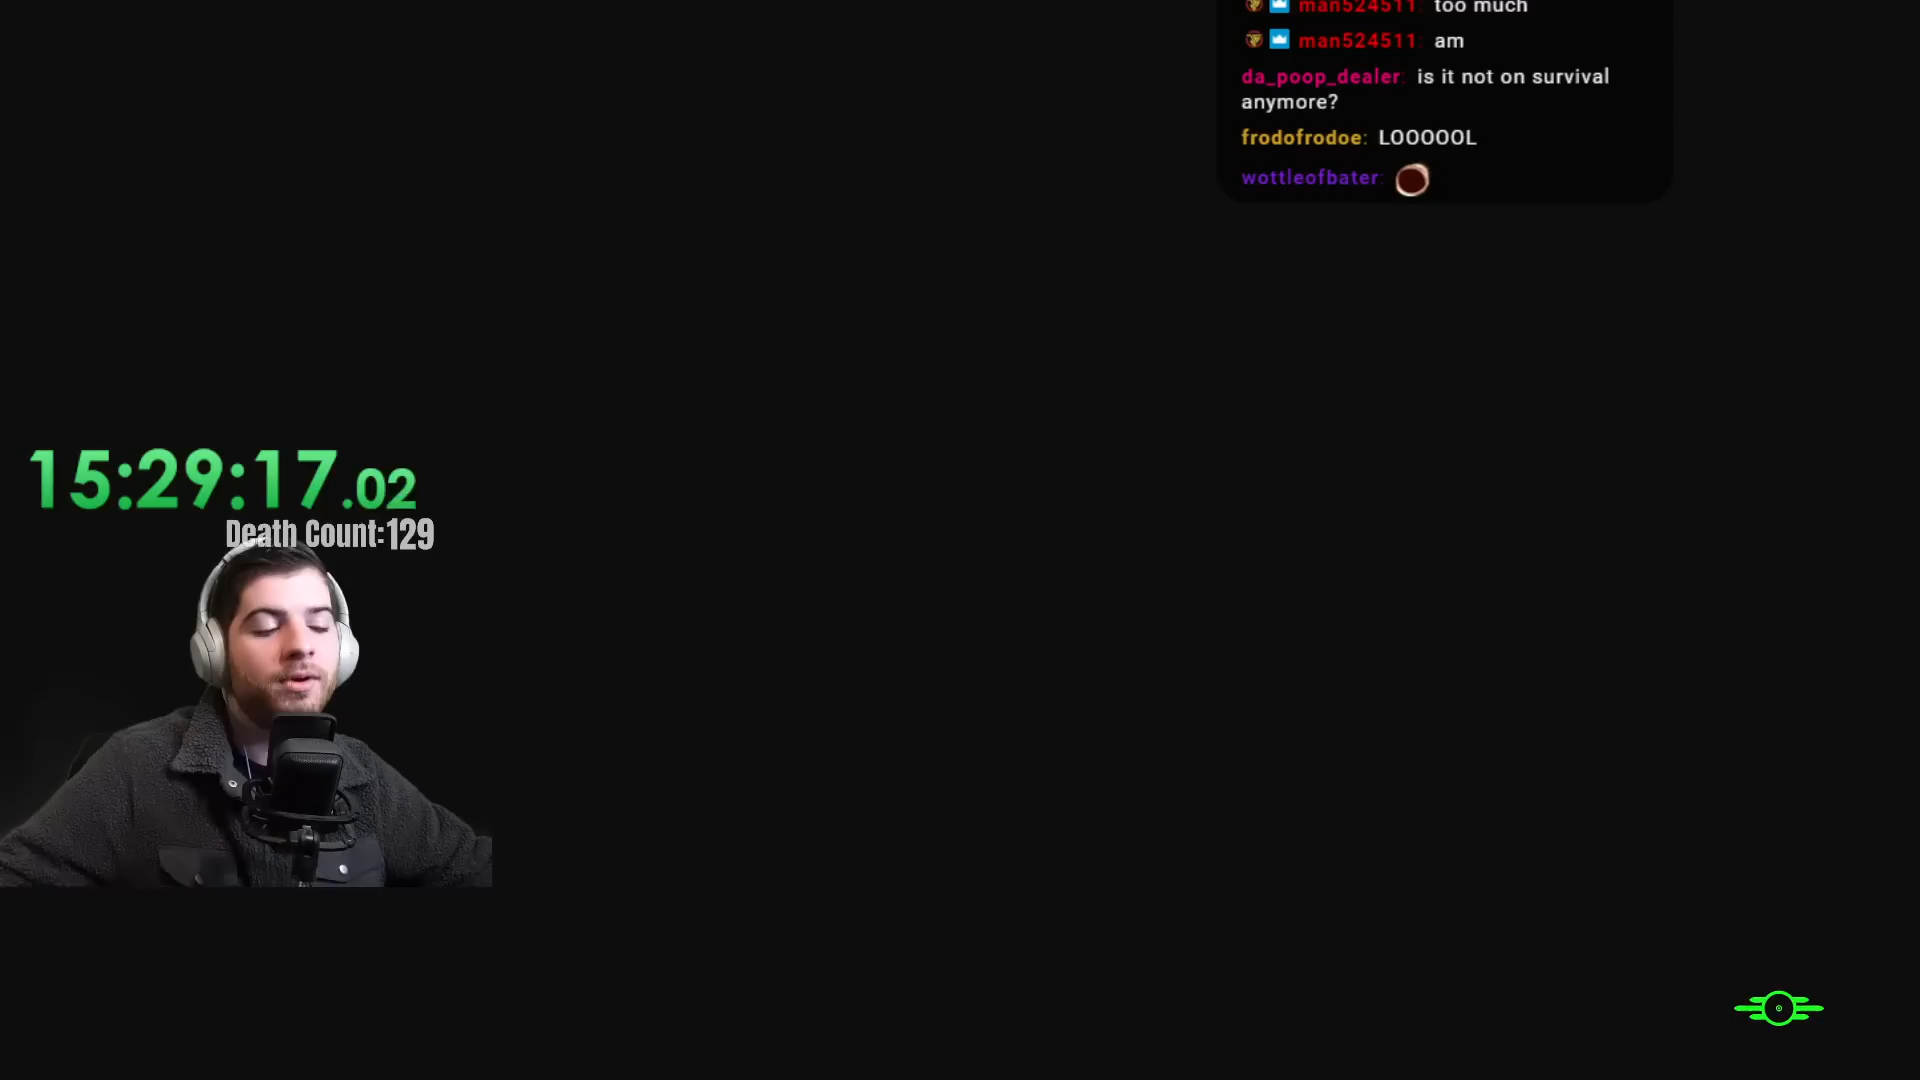 man524511: too much
man524511: am
da_poop_dealer: is it not on survival
anymore?
frodofrodoe: LOOOOOL
wottleofbater:
15:29:17.02
Death Count:129